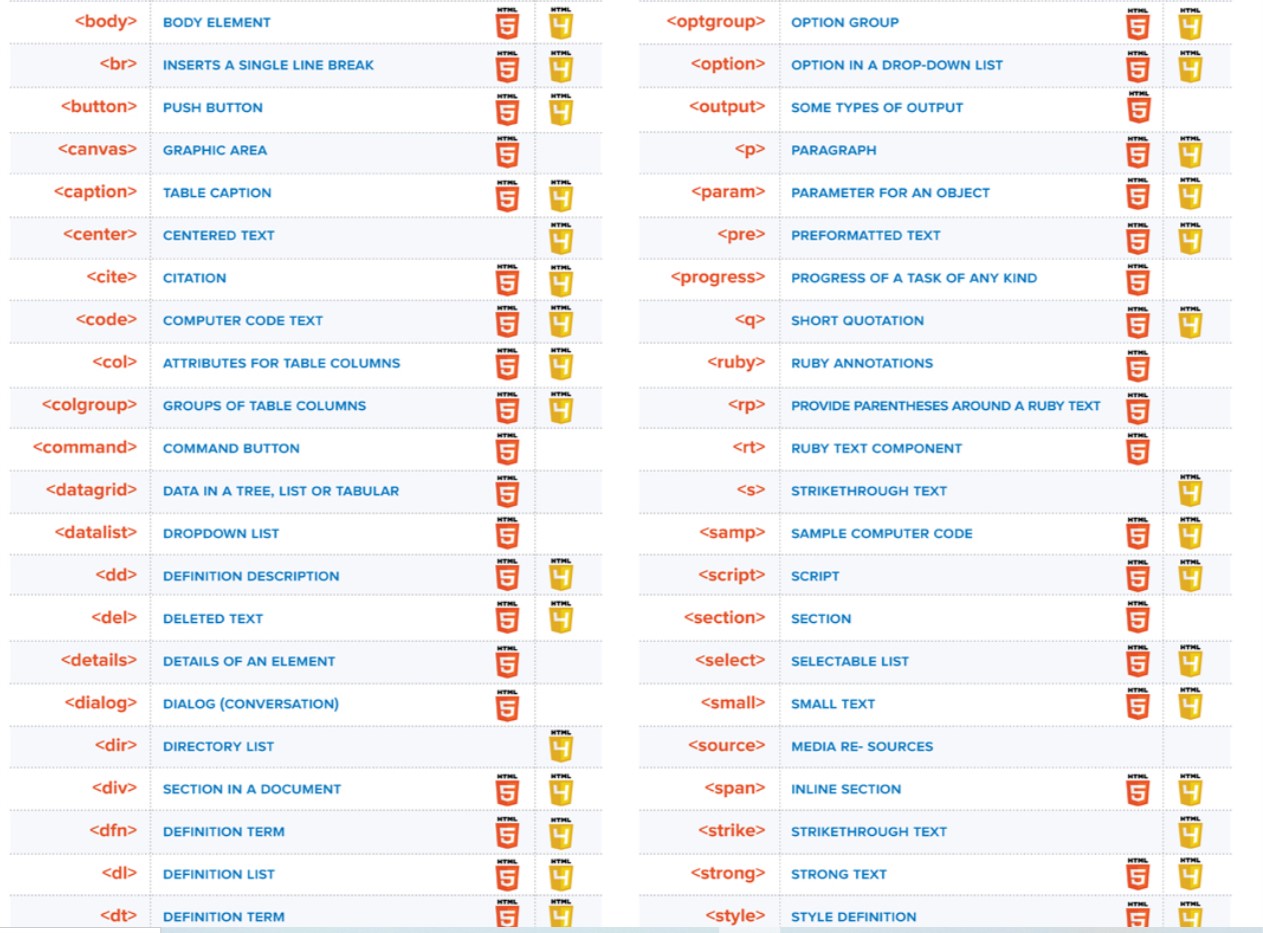 <body> BODY ELEMENT HTML 5 HTML 4
<br> INSERTS A SINGLE LINE BREAK HTML 5 HTML 4
<button> PUSH BUTTON HTML 5 HTML 4
<canvas> GRAPHIC AREA HTML 5
<caption> TABLE CAPTION HTML 5 HTML 4
<center> CENTERED TEXT HTML 4
<cite> CITATION HTML 5 HTML 4
<code> COMPUTER CODE TEXT HTML 5 HTML 4
<col> ATTRIBUTES FOR TABLE COLUMNS HTML 5 HTML 4
<colgroup> GROUPS OF TABLE COLUMNS HTML 5 HTML 4
<command> COMMAND BUTTON HTML 5
<datagrid> DATA IN A TREE, LIST OR TABULAR HTML 5
<datalist> DROPDOWN LIST HTML 5
<dd> DEFINITION DESCRIPTION HTML 5 HTML 4
<del> DELETED TEXT HTML 5 HTML 4
<details> DETAILS OF AN ELEMENT HTML 5
<dialog> DIALOG (CONVERSATION) HTML 5
<dir> DIRECTORY LIST HTML 4
<div> SECTION IN A DOCUMENT HTML 5 HTML 4
<dfn> DEFINITION TERM HTML 5 HTML 4
<dl> DEFINITION LIST HTML 5 HTML 4
<dt> DEFINITION TERM HTML 5 HTML 4
<optgroup> OPTION GROUP HTML 5 HTML 4
<option> OPTION IN A DROP-DOWN LIST HTML 5 HTML 4
<output> SOME TYPES OF OUTPUT HTML 5
<p> PARAGRAPH HTML 5 HTML 4
<param> PARAMETER FOR AN OBJECT HTML 5 HTML 4
<pre> PREFORMATTED TEXT HTML 5 HTML 4
<progress> PROGRESS OF A TASK OF ANY KIND HTML 5
<q> SHORT QUOTATION HTML 5 HTML 4
<ruby> RUBY ANNOTATIONS HTML 5
<rp> PROVIDE PARENTHESES AROUND A RUBY TEXT HTML 5
<rt> RUBY TEXT COMPONENT HTML 5
<s> STRIKETHROUGH TEXT HTML 4
<samp> SAMPLE COMPUTER CODE HTML 5 HTML 4
<script> SCRIPT HTML 5 HTML 4
<section> SECTION HTML 5
<select> SELECTABLE LIST HTML 5 HTML 4
<small> SMALL TEXT HTML 5 HTML 4
<source> MEDIA RE- SOURCES
<span> INLINE SECTION HTML 5 HTML 4
<strike> STRIKETHROUGH TEXT HTML 4
<strong> STRONG TEXT HTML 5 HTML 4
<style> STYLE DEFINITION HTML 5 HTML 4